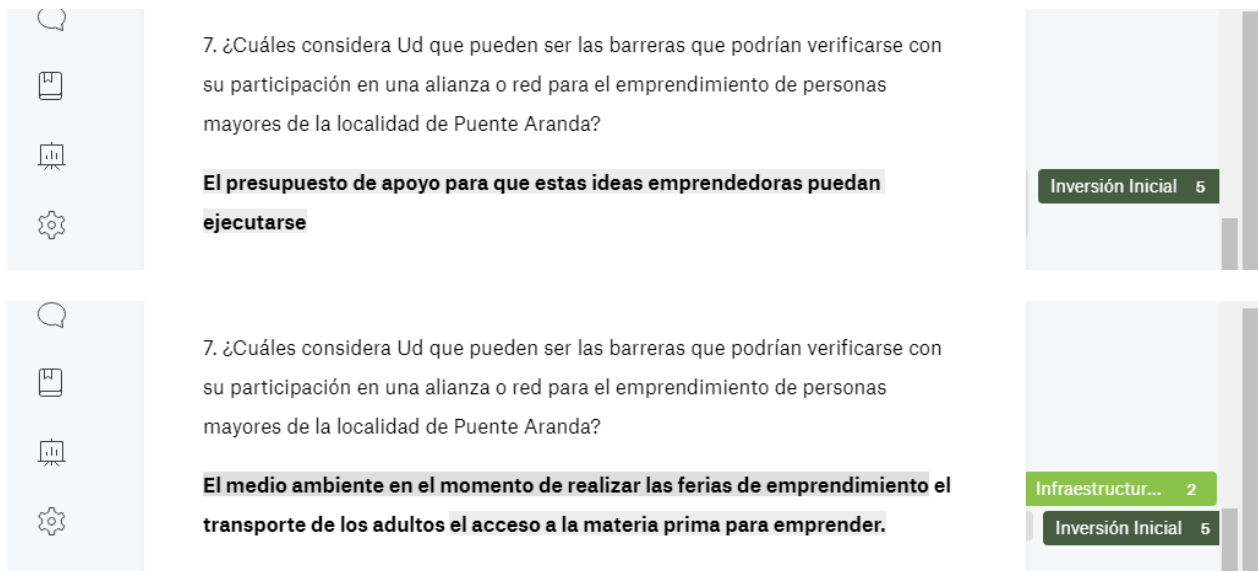 7. ¿Cuáles considera Ud que pueden ser las barreras que podrían verificarse con
su participación en una alianza o red para el emprendimiento de personas
mayores de la localidad de Puente Aranda?
El presupuesto de apoyo para que estas ideas emprendedoras puedan
ejecutarse
Inversión Inicial 5
7. ¿Cuáles considera Ud que pueden ser las barreras que podrían verificarse con
su participación en una alianza o red para el emprendimiento de personas
mayores de la localidad de Puente Aranda?
El medio ambiente en el momento de realizar las ferias de emprendimiento el
transporte de los adultos el acceso a la materia prima para emprender.
Infraestructur... 2
Inversión Inicial 5